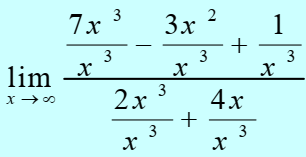 lim x→∞ (7x³/x³ − 3x²/x³ + 1/x³) / (2x³/x³ + 4x/x³)